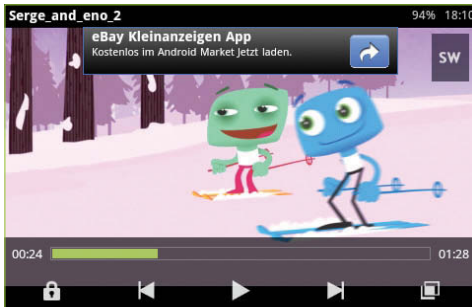 Serge_and_eno_2 94% 18:10
eBay Kleinanzeigen App
Kostenlos im Android Market Jetzt laden.
SW
00:24 01:28